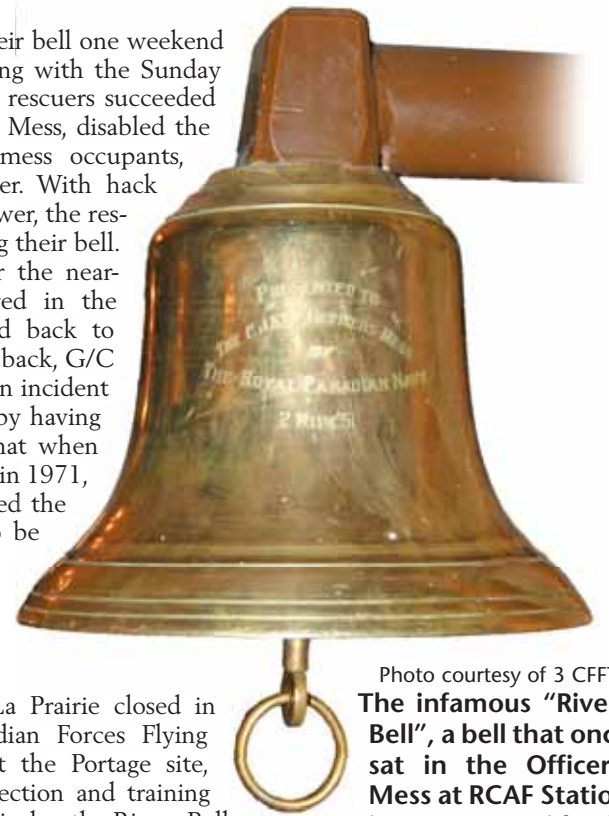 eir bell one weekend
ng with the Sunday
rescuers succeeded
Mess, disabled the
mess occupants,
er. With hack
wer, the res-
g their bell.
r the near-
red in the
d back to
back, G/C
n incident
by having
hat when
in 1971,
ed the
be
La Prairie closed in
dian Forces Flying
t the Portage site,
ection and training
PRESENTED TO
THE MESS
BY
THE ROYAL CANADIAN NAVY
Photo courtesy of 3 CFFT
The infamous "Rive
Bell", a bell that onc
sat in the Officer
Mess at RCAF Statio